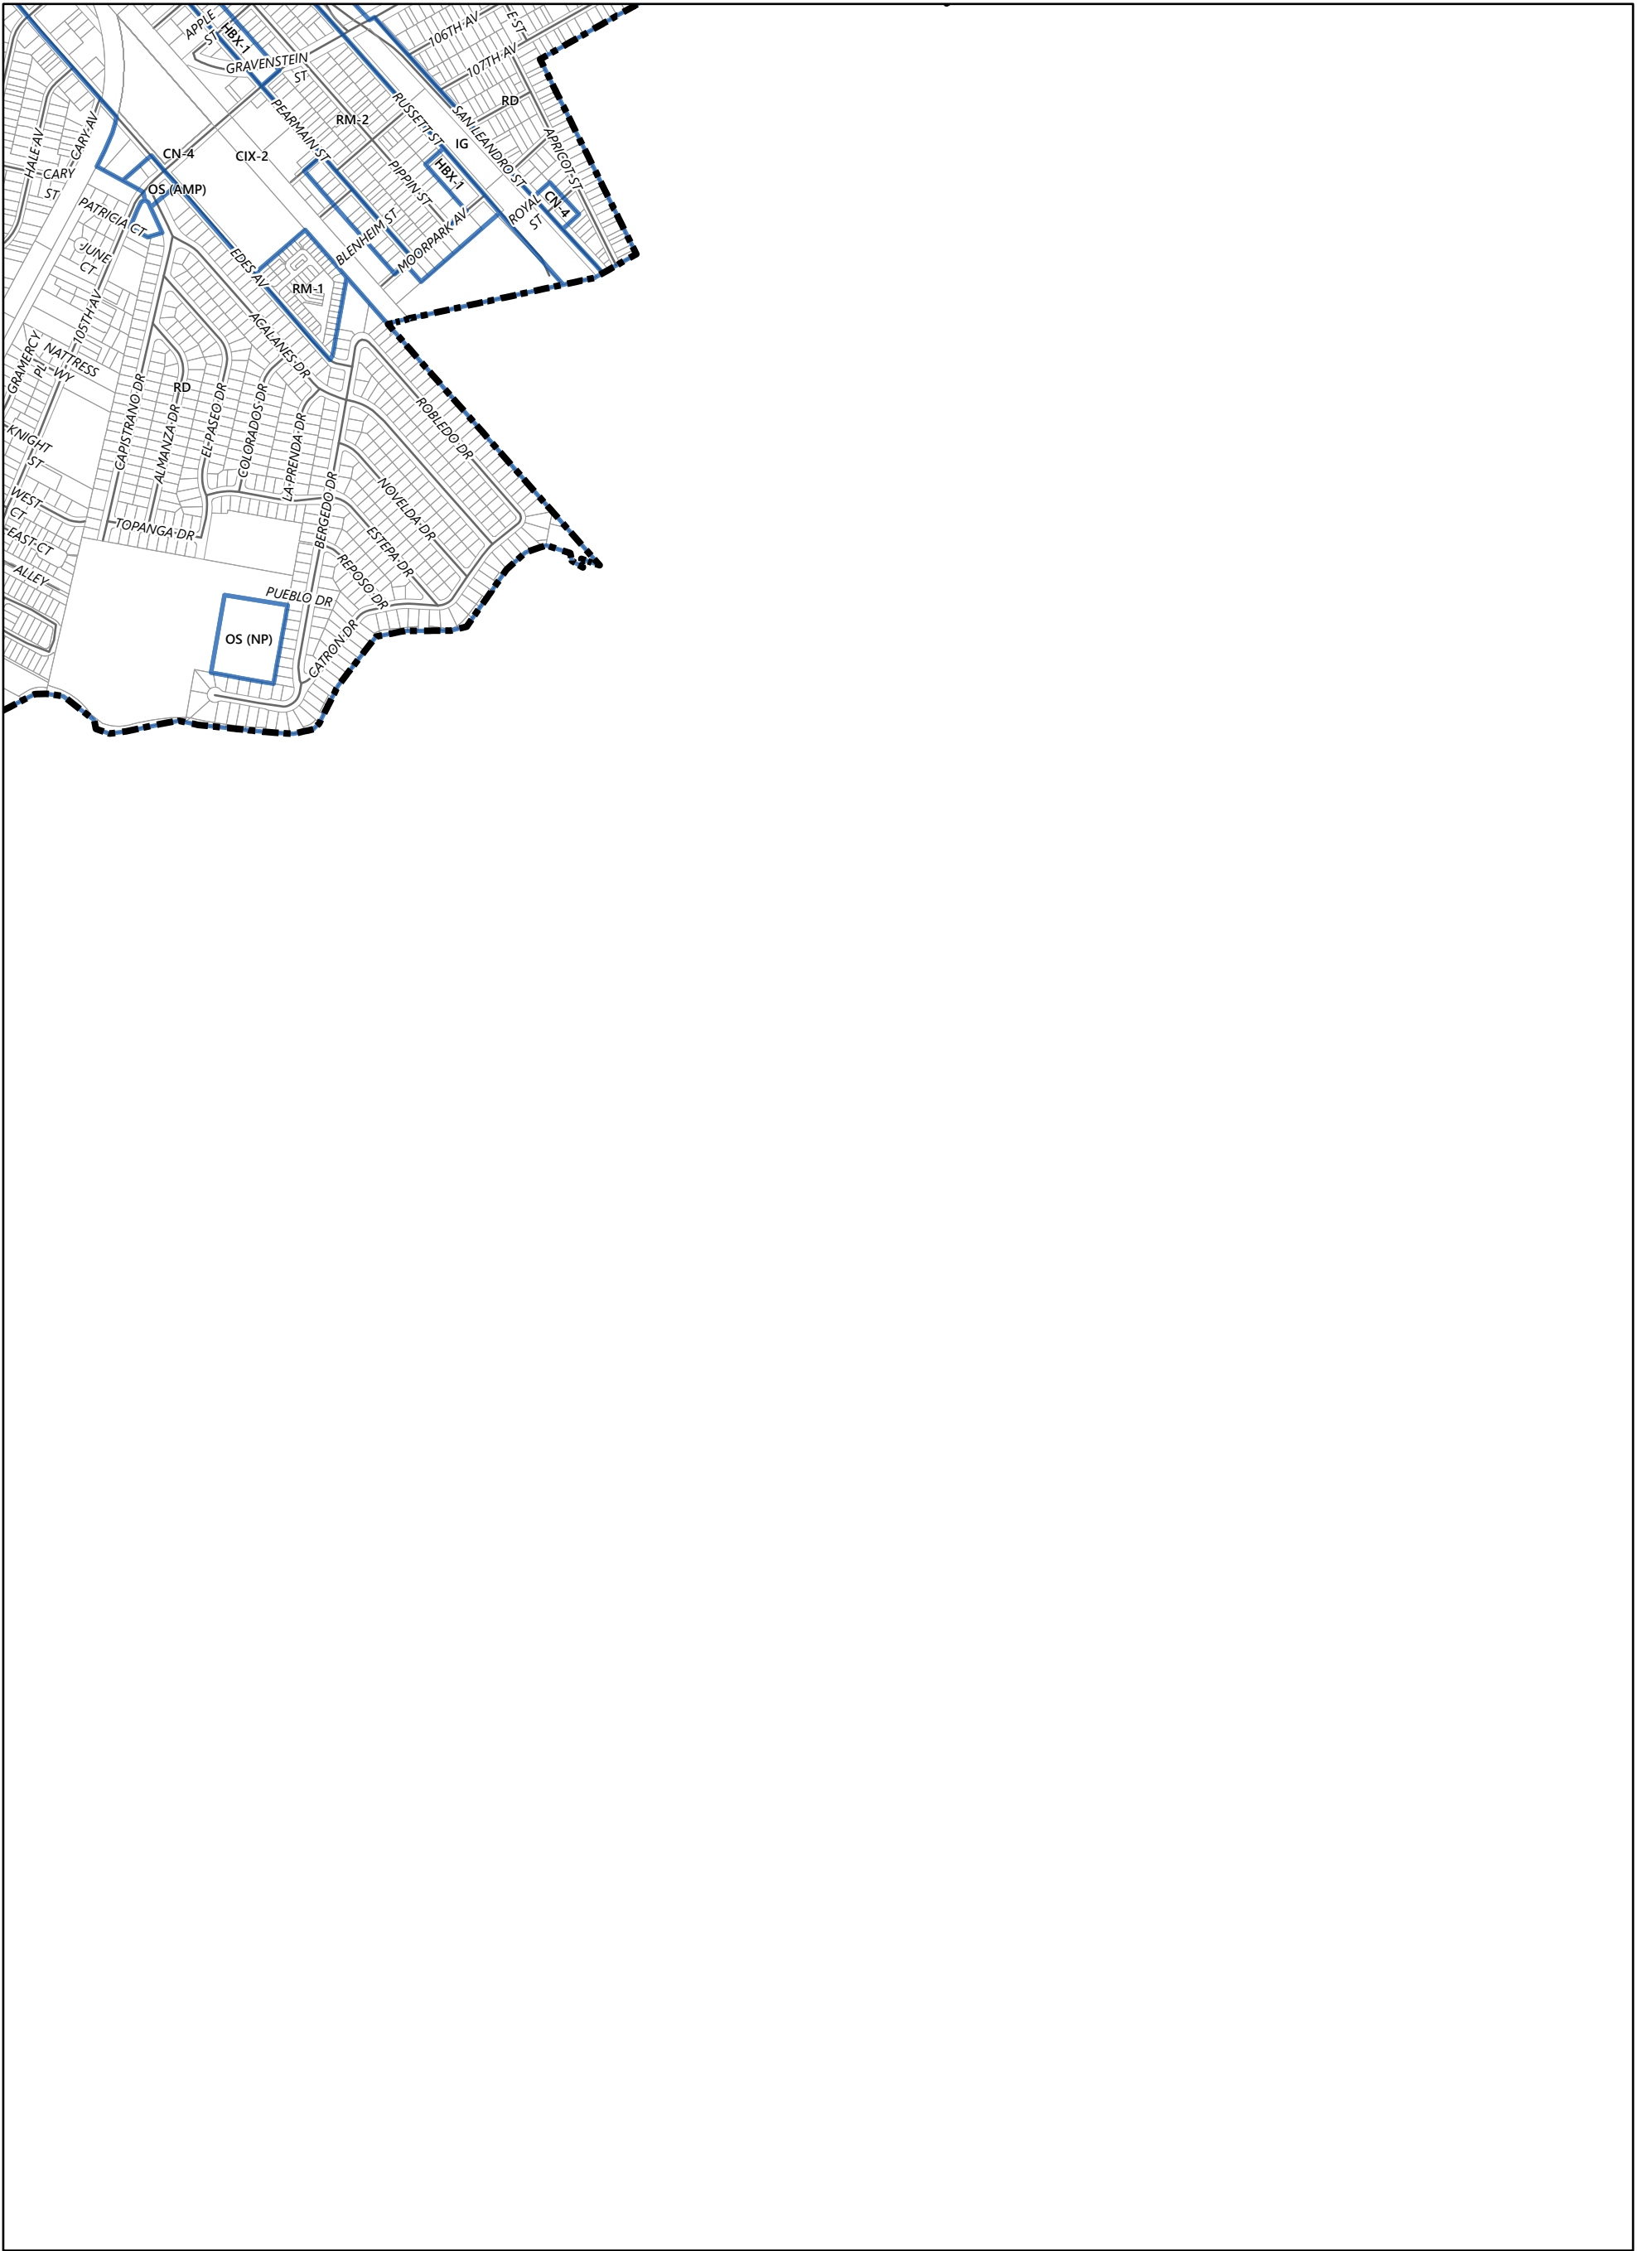 APPLE
ST
HBX-1
106TH AV
E ST
107TH AV
GRAVENSTEIN
ST
RD
PEARMAIN ST
RM-2
RUSSETT ST
SAN LEANDRO ST
IG
APRICOT ST
HALE AV
CARY AV
CARY
ST
CN-4
CIX-2
OS (AMP)
PIPPIN ST
HBX-1
ROYAL
ST
CN-4
PATRICIA CT
BLENHEIM ST
MOORPARK AV
JUNE
CT
EDES AV
RM-1
105TH AV
ACALANES DR
GRAMERCY
PL
NATTRESS
WY
CAPISTRANO DR
RD
ALMANZA DR
EL PASEO DR
COLORADOS DR
LA PRENDA DR
ROBLEDO DR
KNIGHT
ST
BERGEDO DR
NOVELDA DR
WEST
CT
EAST CT
TOPANGA DR
ESTEPA DR
REPOSO DR
ALLEY
PUEBLO DR
OS (NP)
CATRON DR